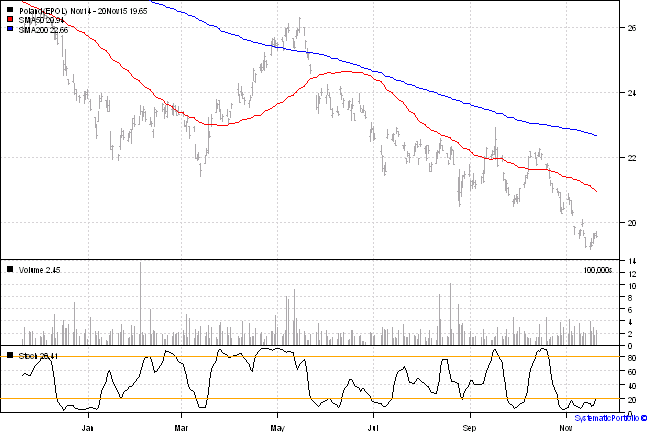 Poland (EPOL) Nov14 - 20Nov15 19.65
SMA50 20.94
SMA200 22.66
26
24
22
20
Volume 2.45
100,000s
14
12
10
8
6
4
2
0
Stoch 20.41
80
60
40
20
0
Jan Mar May Jul Sep Nov
SystematicPortfolio ©